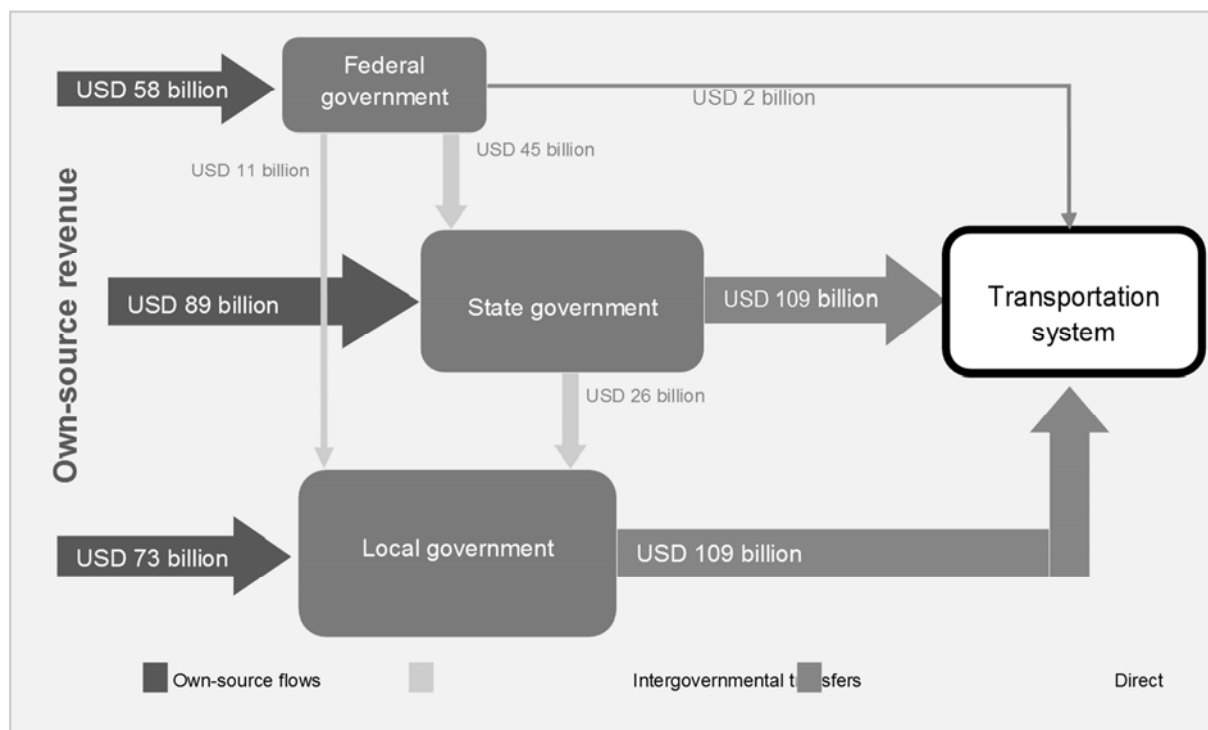 Federal
government
USD 58 billion
USD 2 billion
USD 45 billion
USD 11 billion
Own-source revenue
USD 89 billion
State government
USD 109 billion
Transportation
system
USD 26 billion
Local government
USD 73 billion
USD 109 billion
Own-source flows
Intergovernmental t sfers
Direct